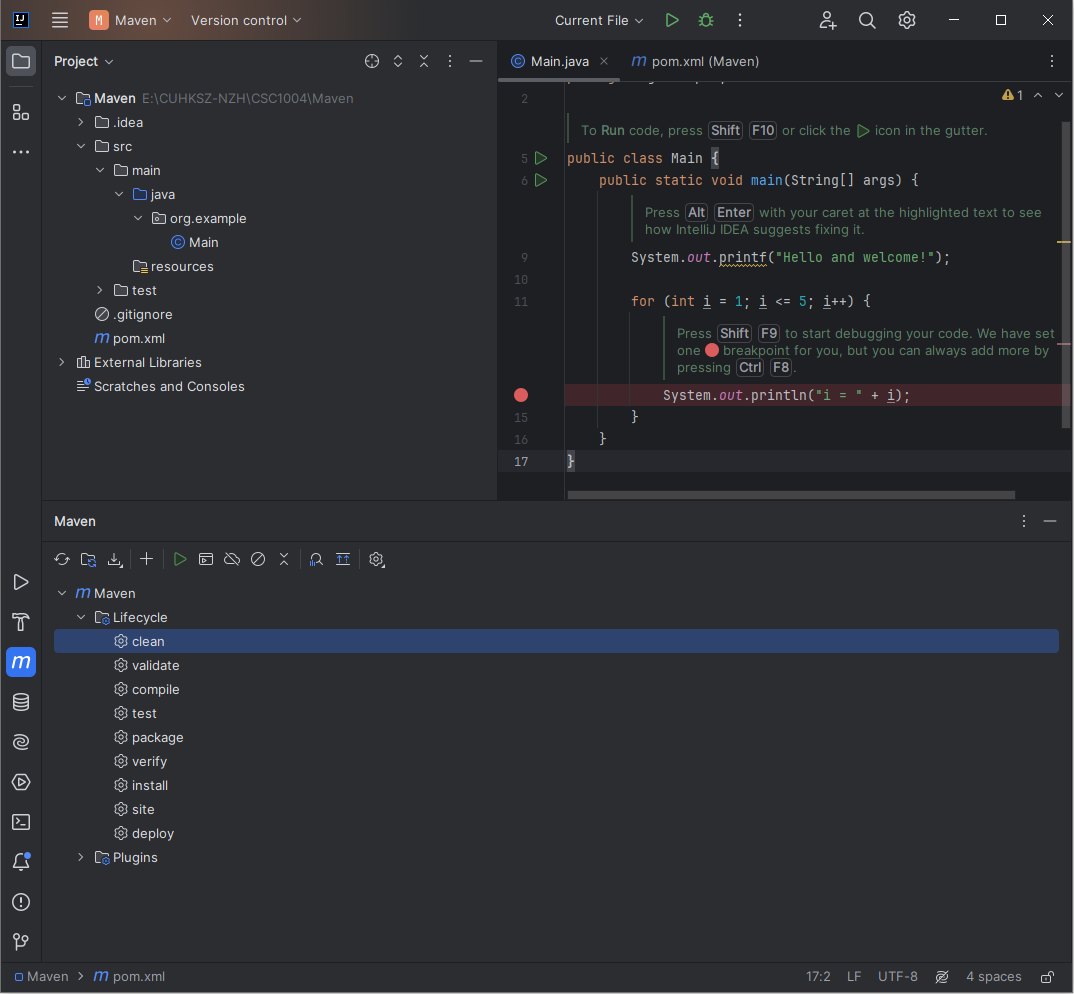 Maven
Version control
Current File
Project
Maven E:\CUHKSZ-NZH\CSC1004\Maven
.idea
src
main
java
org.example
Main
resources
test
.gitignore
pom.xml
External Libraries
Scratches and Consoles
Main.java
pom.xml (Maven)
1
2
To Run code, press Shift F10 or click the icon in the gutter.
5 public class Main {
6 public static void main(String[] args) {
Press Alt Enter with your caret at the highlighted text to see
how IntelliJ IDEA suggests fixing it.
9 System.out.printf("Hello and welcome!");
10
11 for (int i = 1; i <= 5; i++) {
Press Shift F9 to start debugging your code. We have set
one breakpoint for you, but you can always add more by
pressing Ctrl F8.
System.out.println("i = " + i);
15 }
16 }
17 }
Maven
m Maven
Lifecycle
clean
validate
compile
test
package
verify
install
site
deploy
Plugins
Maven > m pom.xml
17:2 LF UTF-8 4 spaces